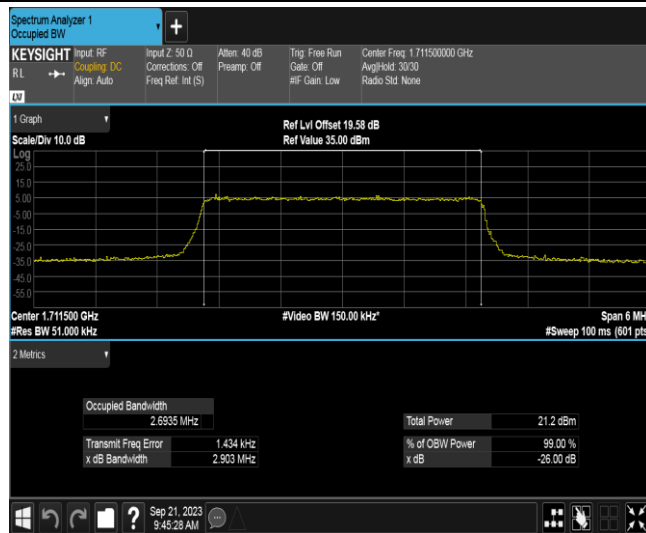 Spectrum Analyzer 1
Occupied BW
+
KEYSIGHT
RL
Input: RF
Coupling: DC
Align: Auto
Input Z: 50 Ω
Corrections: Off
Freq Ref: Int (S)
Atten: 40 dB
Preamp: Off
Trig: Free Run
Gate: Off
#IF Gain: Low
Center Freq: 1.711500000 GHz
Avg|Hold: 30/30
Radio Std: None
LXI
1 Graph
Scale/Div 10.0 dB
Ref Lvl Offset 19.58 dB
Ref Value 35.00 dBm
Log
25.0
15.0
5.00
-5.00
-15.0
-25.0
-35.0
-45.0
-55.0
Center 1.711500 GHz
#Res BW 51.000 kHz
#Video BW 150.00 kHz*
Span 6 MH
#Sweep 100 ms (601 pts
2 Metrics
Occupied Bandwidth
2.6935 MHz
Transmit Freq Error 1.434 kHz
x dB Bandwidth 2.903 MHz
Total Power 21.2 dBm
% of OBW Power 99.00 %
x dB -26.00 dB
?
Sep 21, 2023
9:45:28 AM